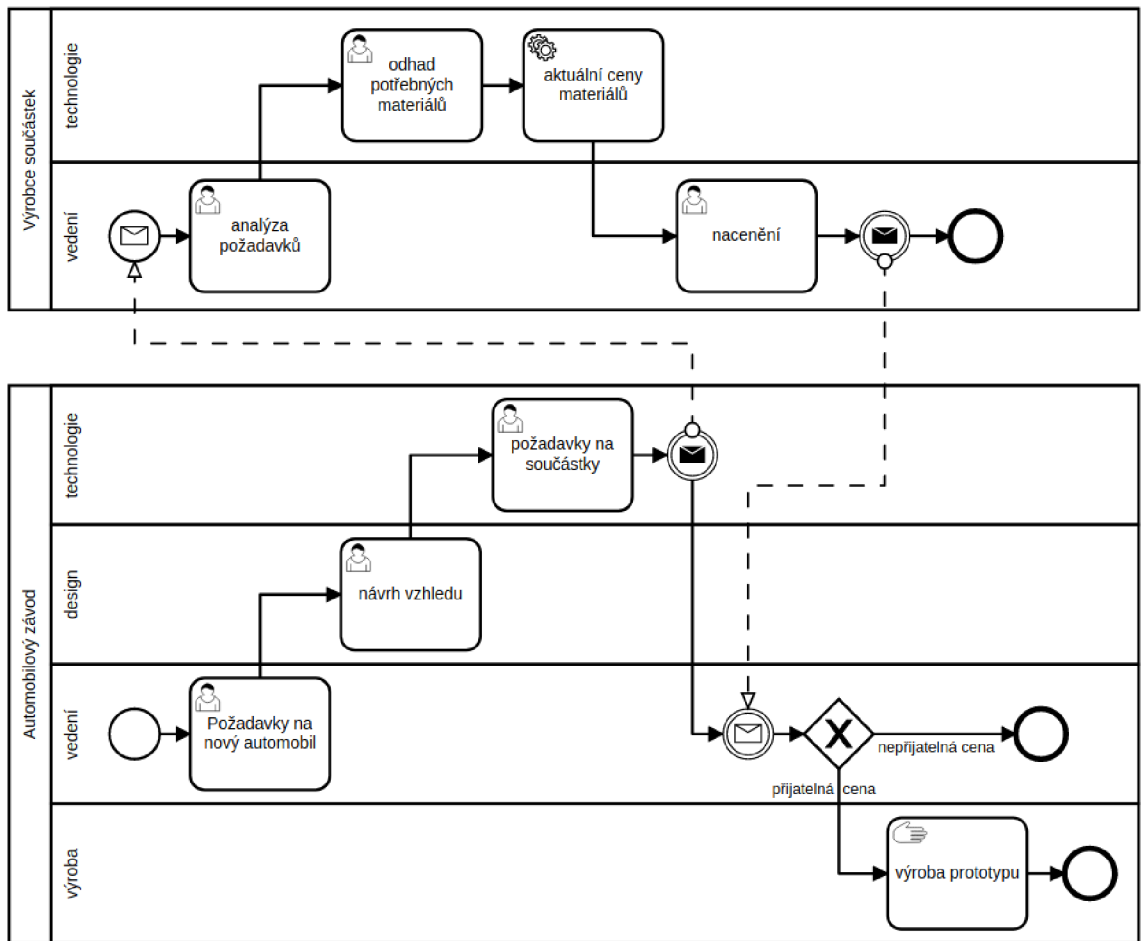 Výrobce součástek
technologie
odhad
potřebných
materiálů
aktuální ceny
materiálů
vedení
analýza
požadavků
nacenění
Automobilový závod
technologie
požadavky na
součástky
design
návrh vzhledu
vedení
Požadavky na
nový automobil
nepřijatelná cena
přijatelná cena
výroba
výroba prototypu